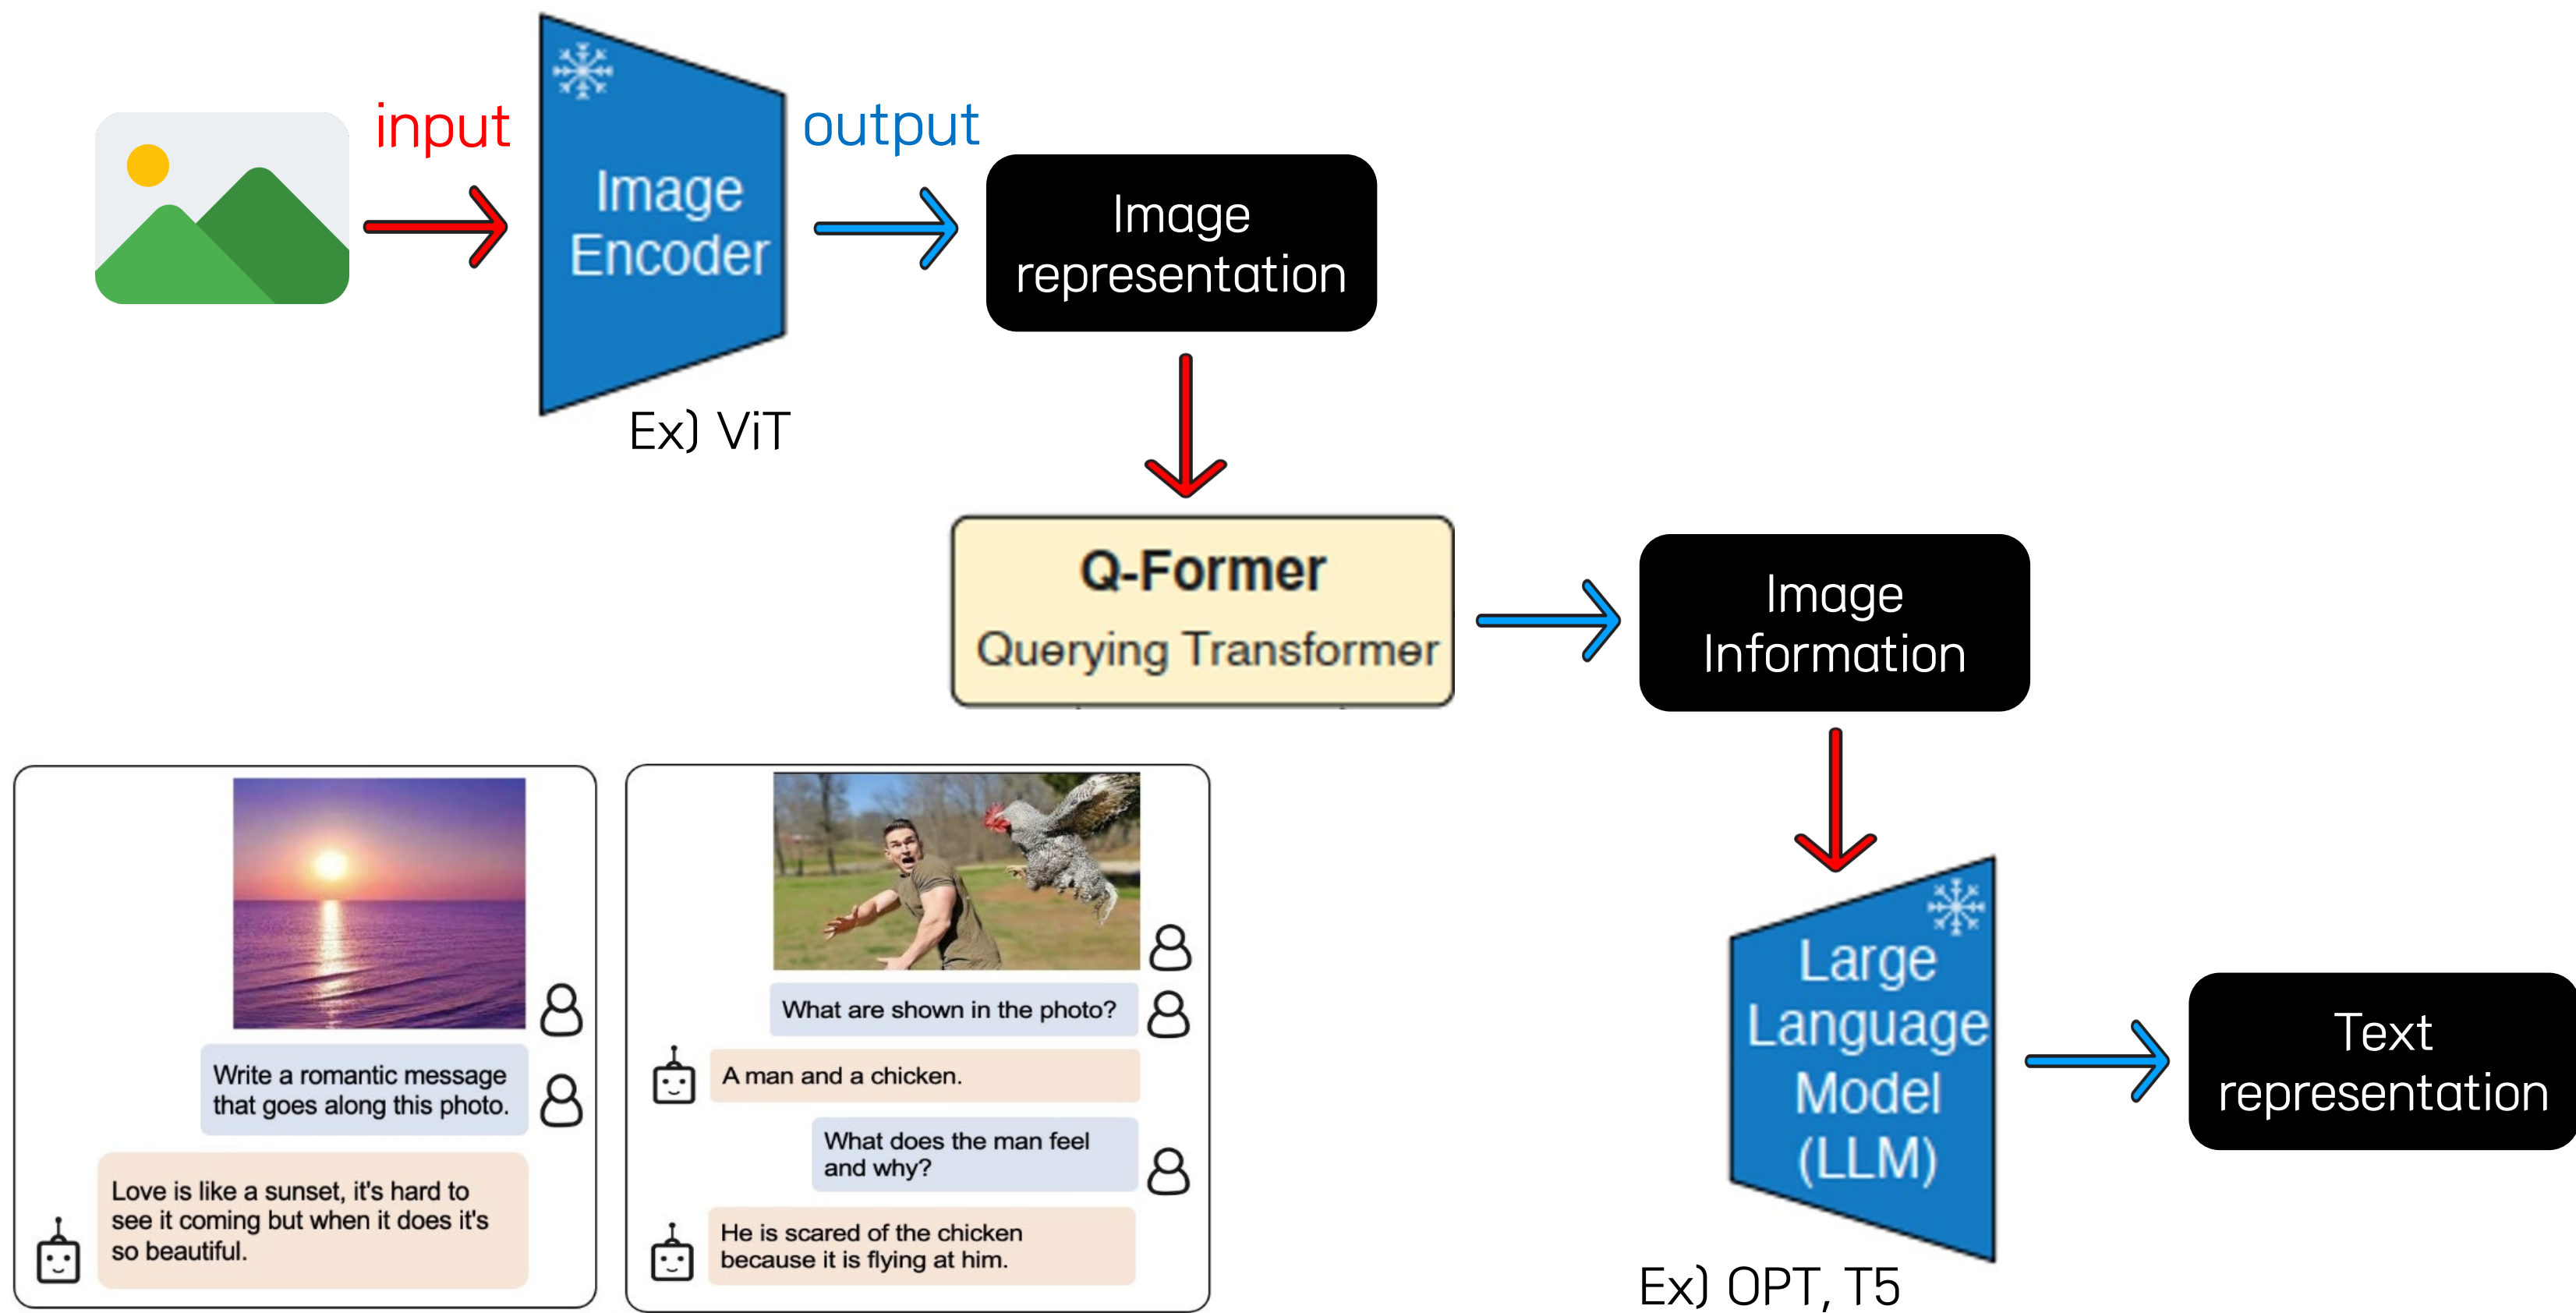 input
output
Image
Encoder
Ex) ViT
Image
representation
Q-Former
Querying Transformer
Image
Information
Large
Language
Model
(LLM)
Ex) OPT, T5
Text
representation
Write a romantic message
that goes along this photo.
Love is like a sunset, it's hard to
see it coming but when it does it's
so beautiful.
What are shown in the photo?
A man and a chicken.
What does the man feel
and why?
He is scared of the chicken
because it is flying at him.